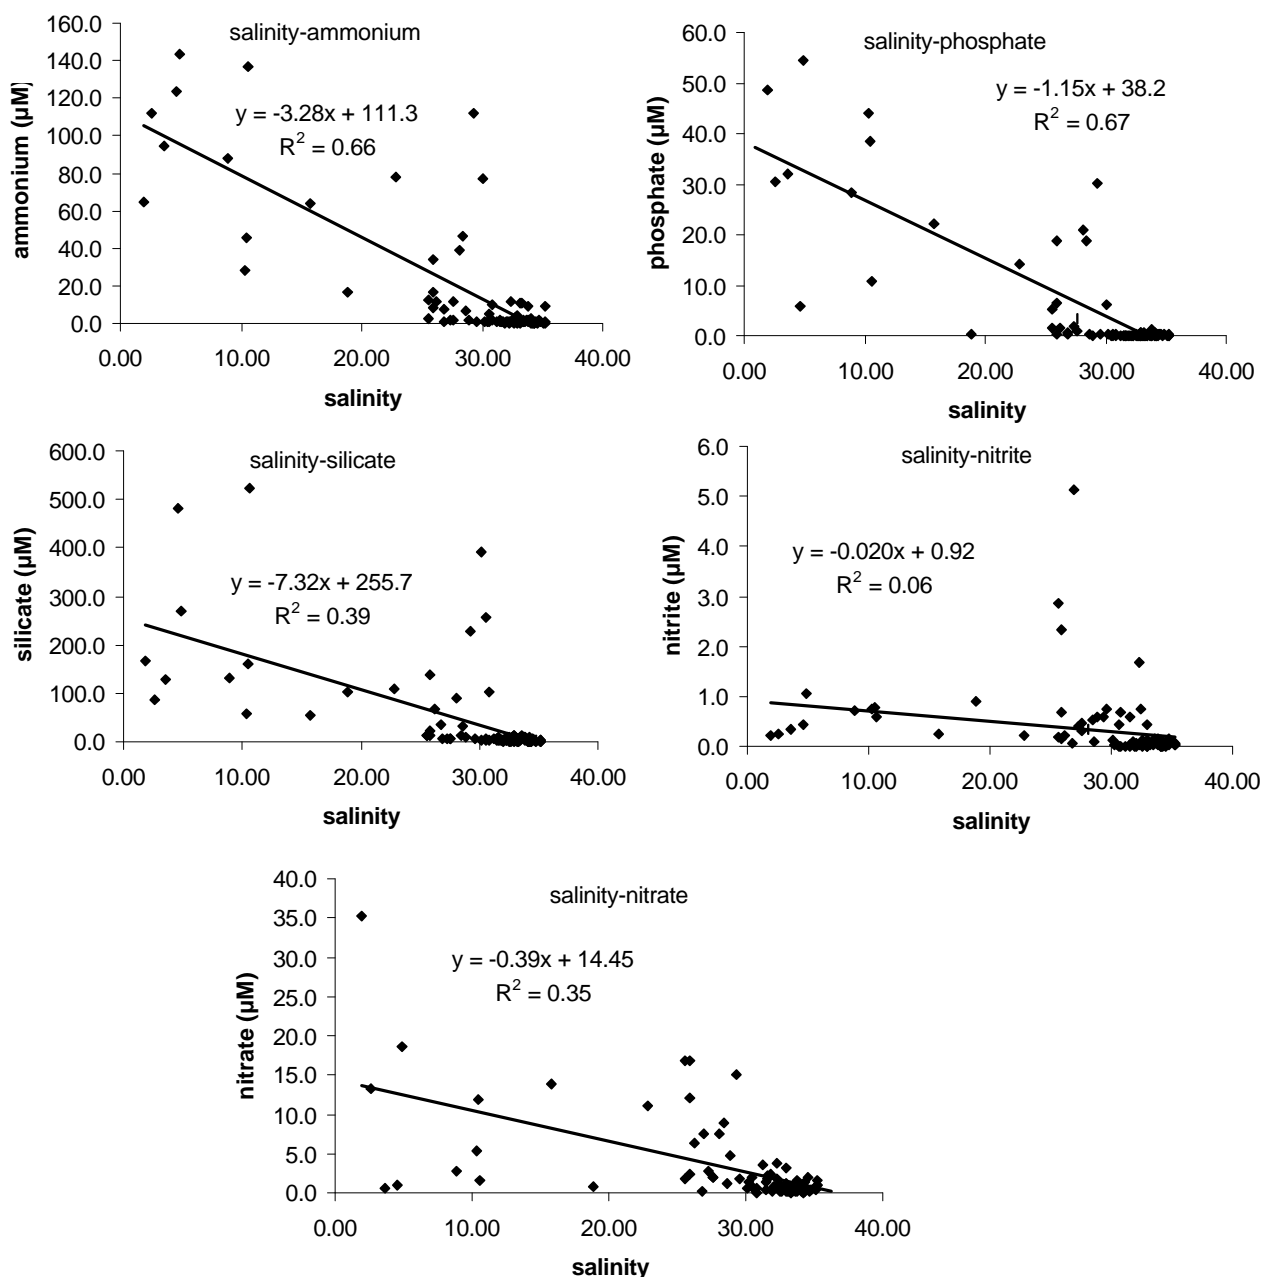 salinity-ammonium
ammonium (µM)
160.0
140.0
120.0
100.0
80.0
60.0
40.0
20.0
0.0
y = -3.28x + 111.3
R² = 0.66
0.00 10.00 20.00 30.00 40.00
salinity
salinity-phosphate
phosphate (µM)
60.0
50.0
40.0
30.0
20.0
10.0
0.0
y = -1.15x + 38.2
R² = 0.67
0.00 10.00 20.00 30.00 40.00
salinity
salinity-silicate
silicate (µM)
600.0
500.0
400.0
300.0
200.0
100.0
0.0
y = -7.32x + 255.7
R² = 0.39
0.00 10.00 20.00 30.00 40.00
salinity
salinity-nitrite
nitrite (µM)
6.0
5.0
4.0
3.0
2.0
1.0
0.0
y = -0.020x + 0.92
R² = 0.06
0.00 10.00 20.00 30.00 40.00
salinity
salinity-nitrate
nitrate (µM)
40.0
35.0
30.0
25.0
20.0
15.0
10.0
5.0
0.0
y = -0.39x + 14.45
R² = 0.35
0.00 10.00 20.00 30.00 40.00
salinity